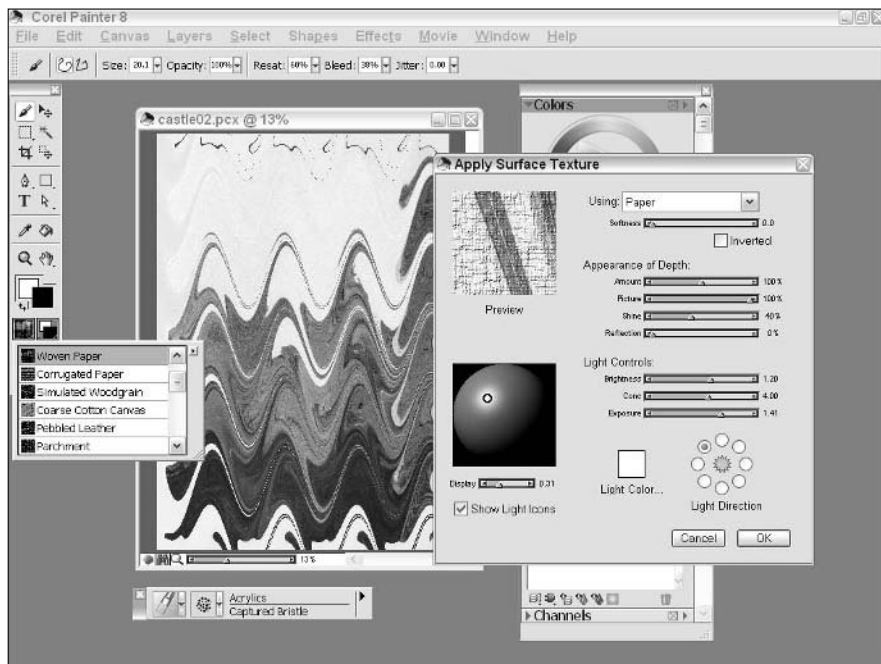 Corel Painter 8
File Edit Canvas Layers Select Shapes Effects Movie Window Help
Size: 20.1 Opacity: 100% Resat: 60% Bleed: 38% Jitter: 0.00
castle02.pcx @ 13%
Colors
Apply Surface Texture
Using: Paper
Softness 0.0
Inverted
Appearance of Depth:
Amount 100%
Picture 100%
Shine 40%
Reflection 0%
Preview
Light Controls:
Brightness 1.20
Conc 4.00
Exposure 1.41
Display 0.31
Show Light Icons
Light Color...
Light Direction
Cancel OK
T
Woven Paper
Corrugated Paper
Simulated Woodgrain
Coarse Cotton Canvas
Pebbled Leather
Parchment
13%
Acrylics
Captured Bristle
Channels